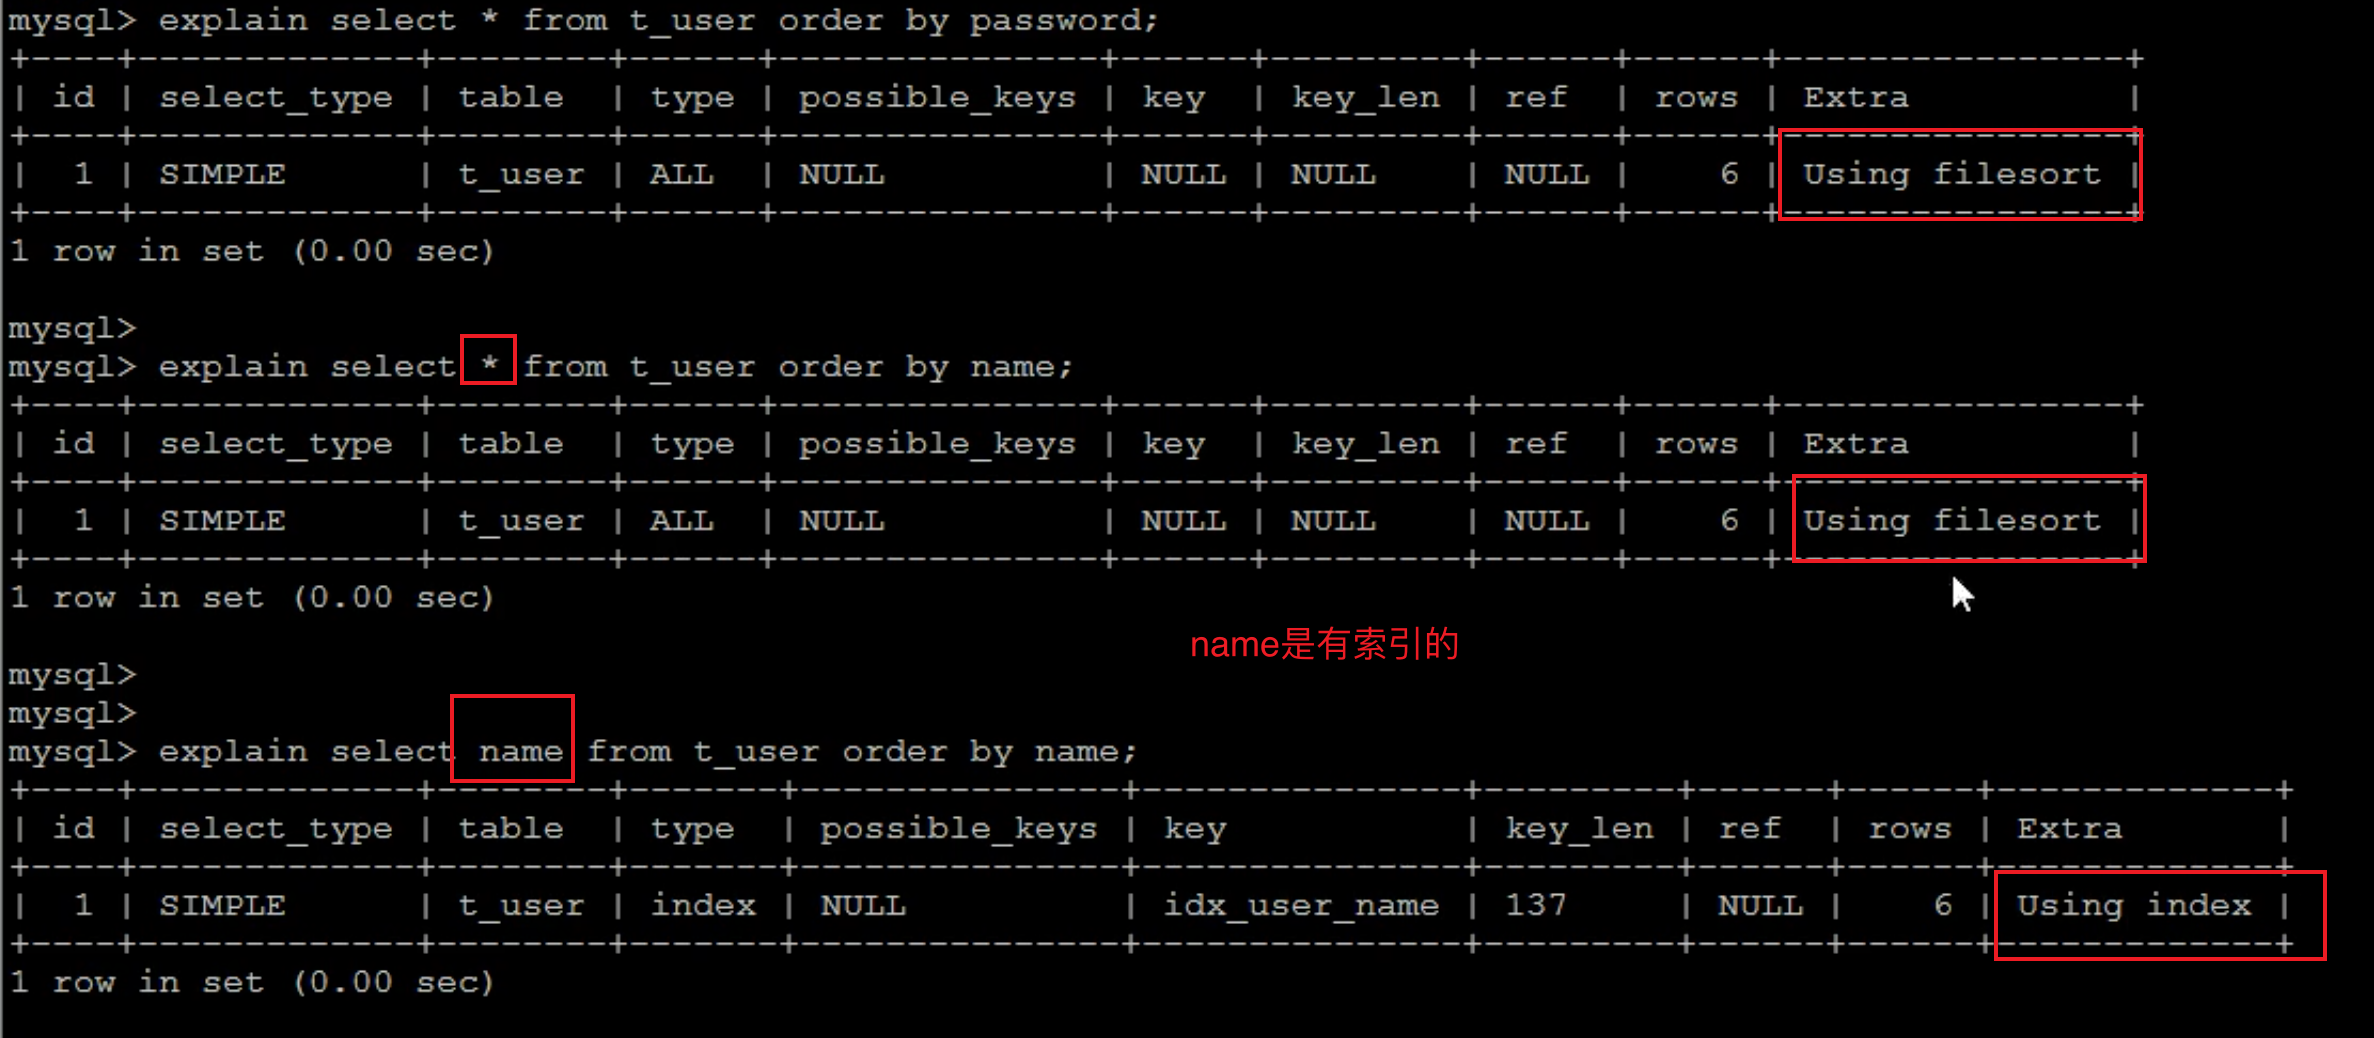 mysql> explain select * from t_user order by password;
+----+-------------+--------+------+---------------+------+---------+------+------+----------------+
| id | select_type | table  | type | possible_keys | key  | key_len | ref  | rows | Extra          |
+----+-------------+--------+------+---------------+------+---------+------+------+----------------+
| 1 | SIMPLE      | t_user | ALL  | NULL          | NULL | NULL    | NULL |    6 | Using filesort |
+----+-------------+--------+------+---------------+------+---------+------+------+----------------+
1 row in set (0.00 sec)
mysql>
mysql> explain select * from t_user order by name;
+----+-------------+--------+------+---------------+------+---------+------+------+----------------+
| id | select_type | table  | type | possible_keys | key  | key_len | ref  | rows | Extra          |
+----+-------------+--------+------+---------------+------+---------+------+------+----------------+
| 1 | SIMPLE      | t_user | ALL  | NULL          | NULL | NULL    | NULL |    6 | Using filesort |
+----+-------------+--------+------+---------------+------+---------+------+------+----------------+
1 row in set (0.00 sec)
name是有索引的
mysql>
mysql>
mysql> explain select name from t_user order by name;
+----+-------------+--------+-------+---------------+---------------+---------+------+------+-------------+
| id | select_type | table  | type  | possible_keys | key           | key_len | ref  | rows | Extra       |
+----+-------------+--------+-------+---------------+---------------+---------+------+------+-------------+
| 1 | SIMPLE      | t_user | index | NULL          | idx_user_name | 137     | NULL |    6 | Using index |
+----+-------------+--------+-------+---------------+---------------+---------+------+------+-------------+
1 row in set (0.00 sec)